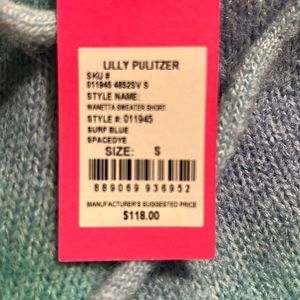 LILLY PULITZER
SKU #
011945 4852SV S
STYLE NAME:
WANETTA SWEATER SHORT
STYLE #: 011945
SURF BLUE
SPACEDYE
SIZE: S
889069 936952
MANUFACTURER'S SUGGESTED PRICE
$118.00